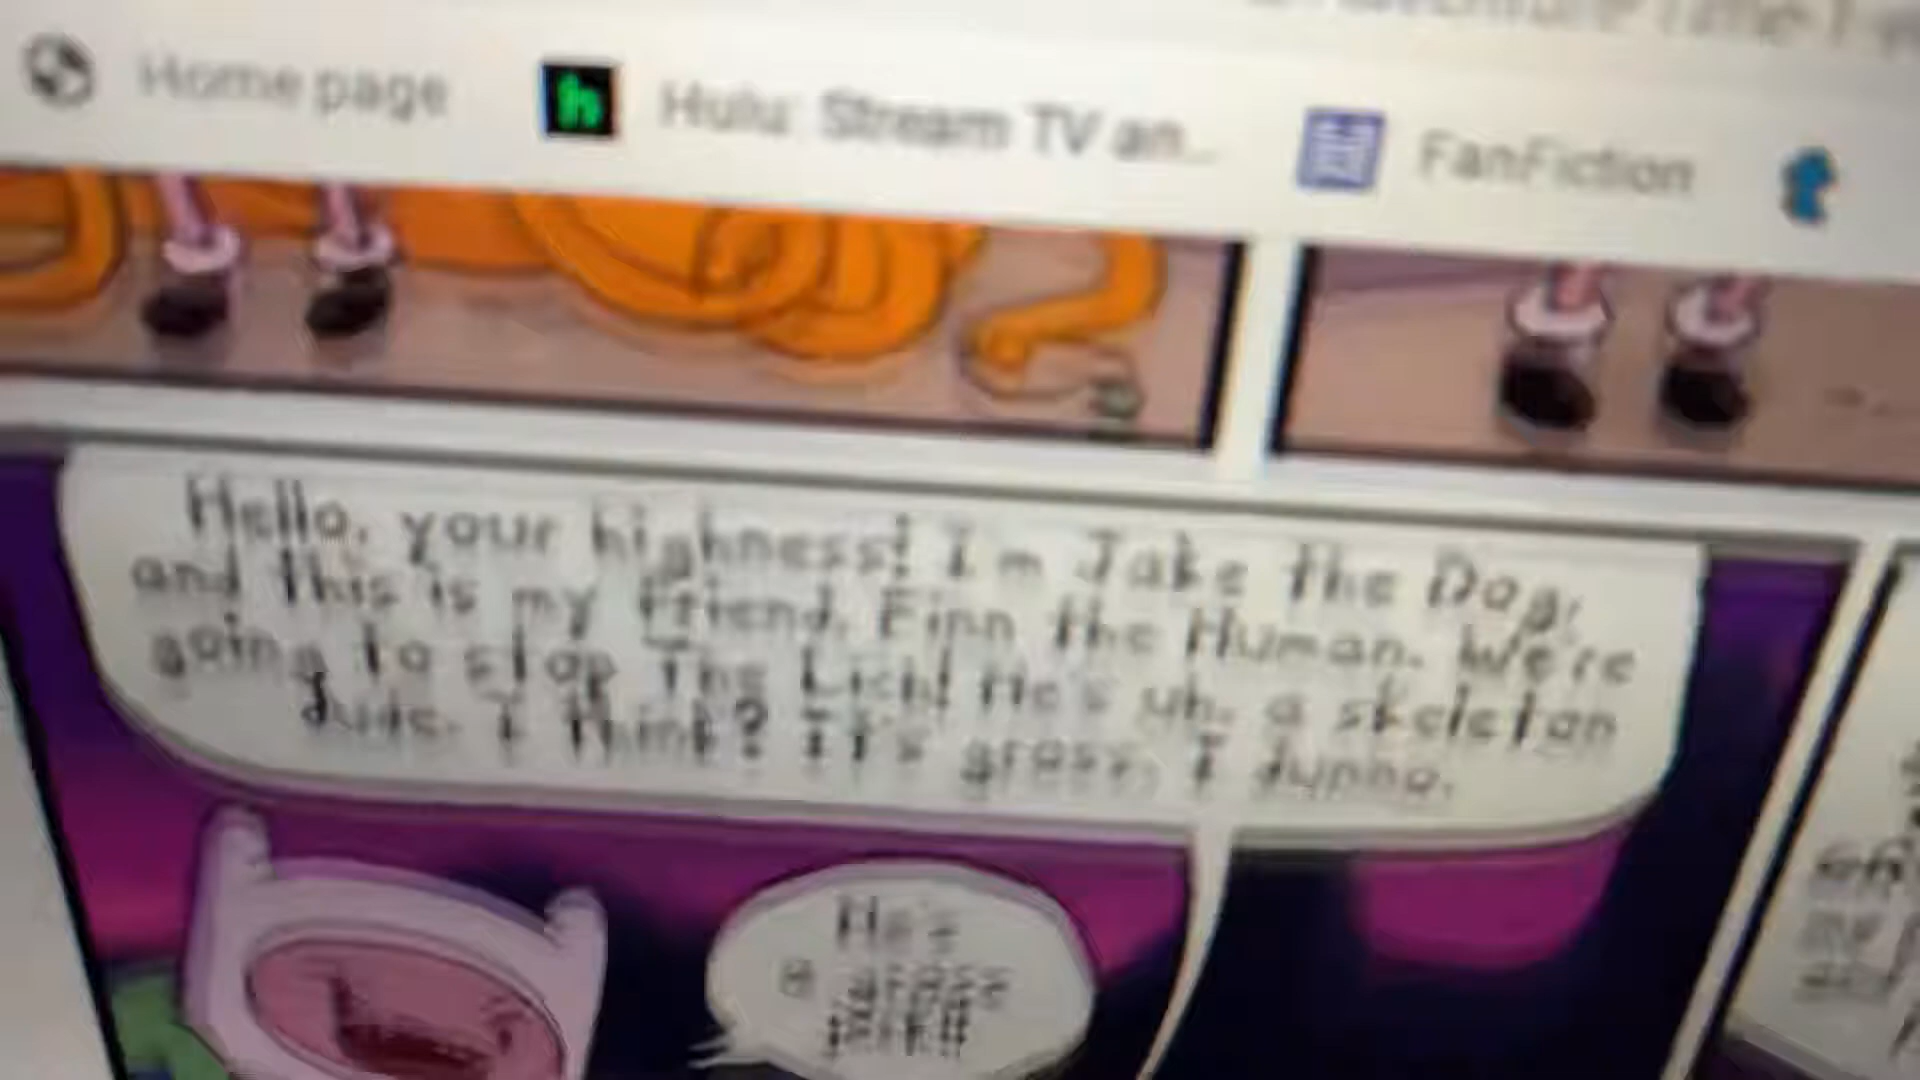 Home page
Hulu: Stream TV an...
FanFiction
Hello, your highness! I'm Jake the Dog,
and this is my friend, Finn the Human. We're
going to stop The Lich! He's uh, a skeleton
dude. I think? It's gross, I dunno.
He's
a gross